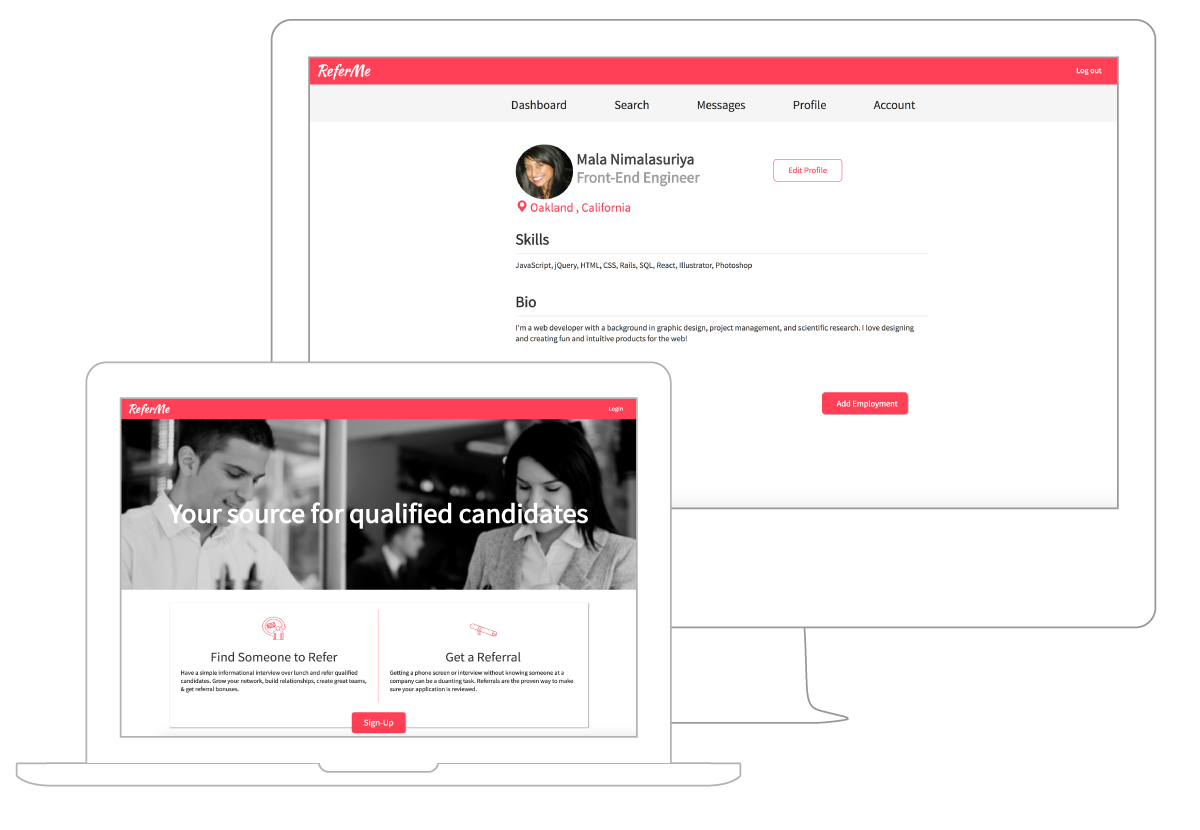 ReferMe
Log out
Dashboard Search Messages Profile Account
Mala Nimalasuriya
Front-End Engineer
Edit Profile
Oakland , California
Skills
JavaScript, jQuery, HTML, CSS, Rails, SQL, React, Illustrator, Photoshop
Bio
I'm a web developer with a background in graphic design, project management, and scientific research. I love designing
and creating fun and intuitive products for the web!
Add Employment
ReferMe
Login
Your source for qualified candidates
Find Someone to Refer
Have a simple informational interview over lunch and refer qualified
candidates. Grow your network, build relationships, create great teams,
& get referral bonuses.
Get a Referral
Getting a phone screen or interview without knowing someone at a
company can be a duanting task. Referrals are the proven way to make
sure your application is reviewed.
Sign-Up